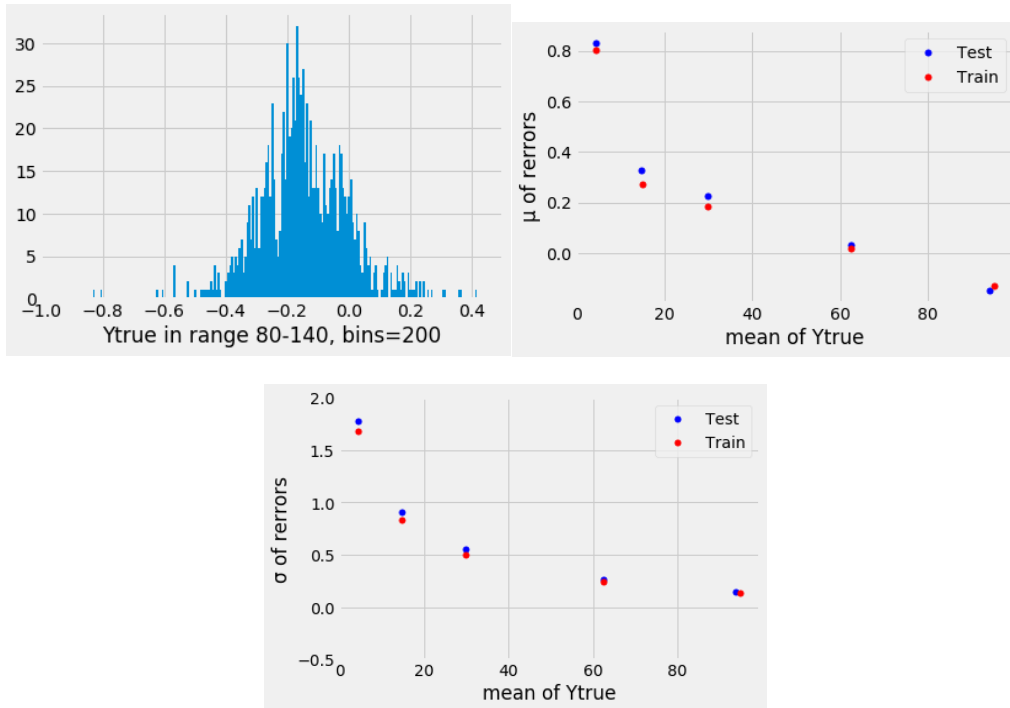 30
25
20
15
10
5
0
−1.0 −0.8 −0.6 −0.4 −0.2 0.0 0.2 0.4
Ytrue in range 80-140, bins=200
Test
Train
0.8
0.6
0.4
0.2
0.0
μ of rerrors
0 20 40 60 80
mean of Ytrue
Test
Train
2.0
1.5
1.0
0.5
0.0
−0.5
σ of rerrors
0 20 40 60 80
mean of Ytrue